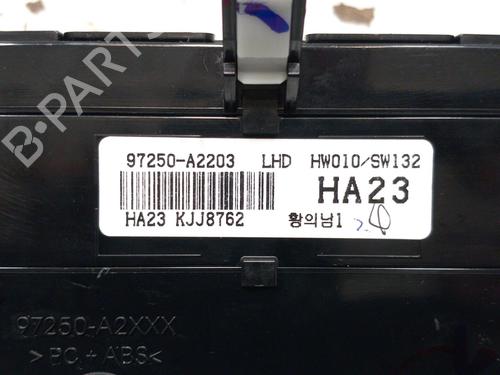 97250-A2203 LHD HW010/SW132
HA23
HA23 KJJ8762 황의남1
97250-A2XXX
>PC+ABS<
B-PARTS